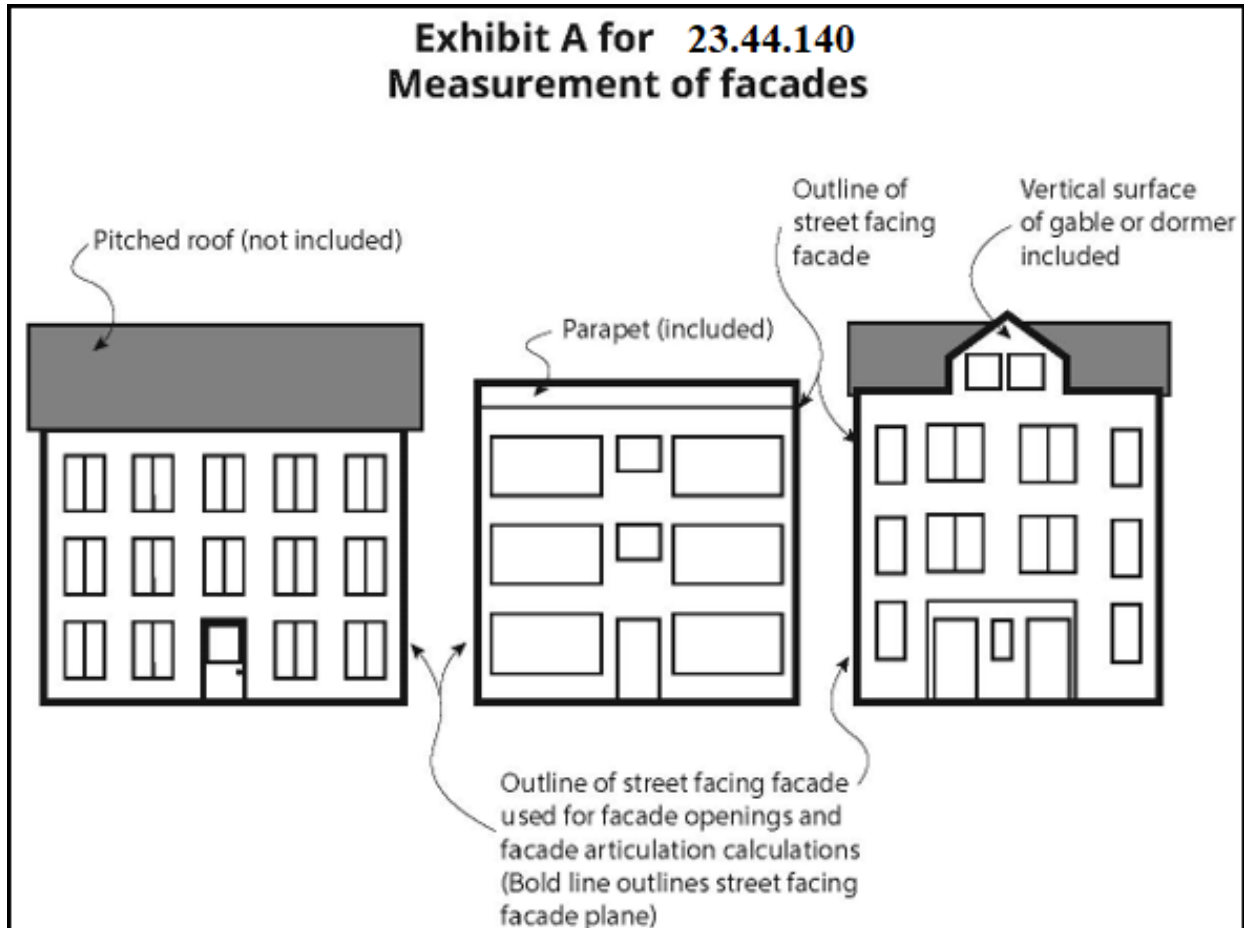 Exhibit A for 23.44.140
Measurement of facades
Pitched roof (not included)
Parapet (included)
Outline of
street facing
facade
Vertical surface
of gable or dormer
included
Outline of street facing facade
used for facade openings and
facade articulation calculations
(Bold line outlines street facing
facade plane)